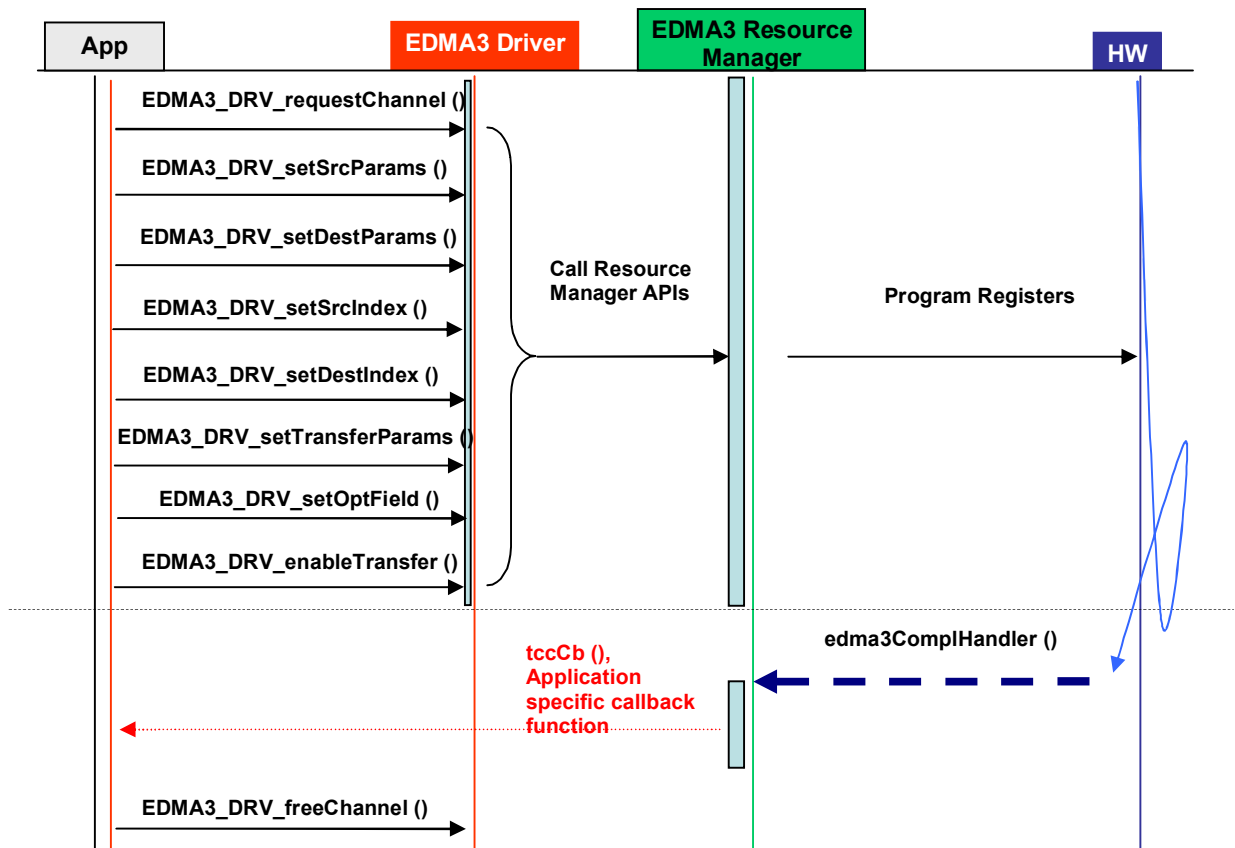 App
EDMA3 Driver
EDMA3 Resource
Manager
HW
EDMA3_DRV_requestChannel ()
EDMA3_DRV_setSrcParams ()
EDMA3_DRV_setDestParams ()
EDMA3_DRV_setSrcIndex ()
EDMA3_DRV_setDestIndex ()
EDMA3_DRV_setTransferParams ()
EDMA3_DRV_setOptField ()
EDMA3_DRV_enableTransfer ()
Call Resource
Manager APIs
Program Registers
edma3ComplHandler ()
tccCb (),
Application
specific callback
function
EDMA3_DRV_freeChannel ()